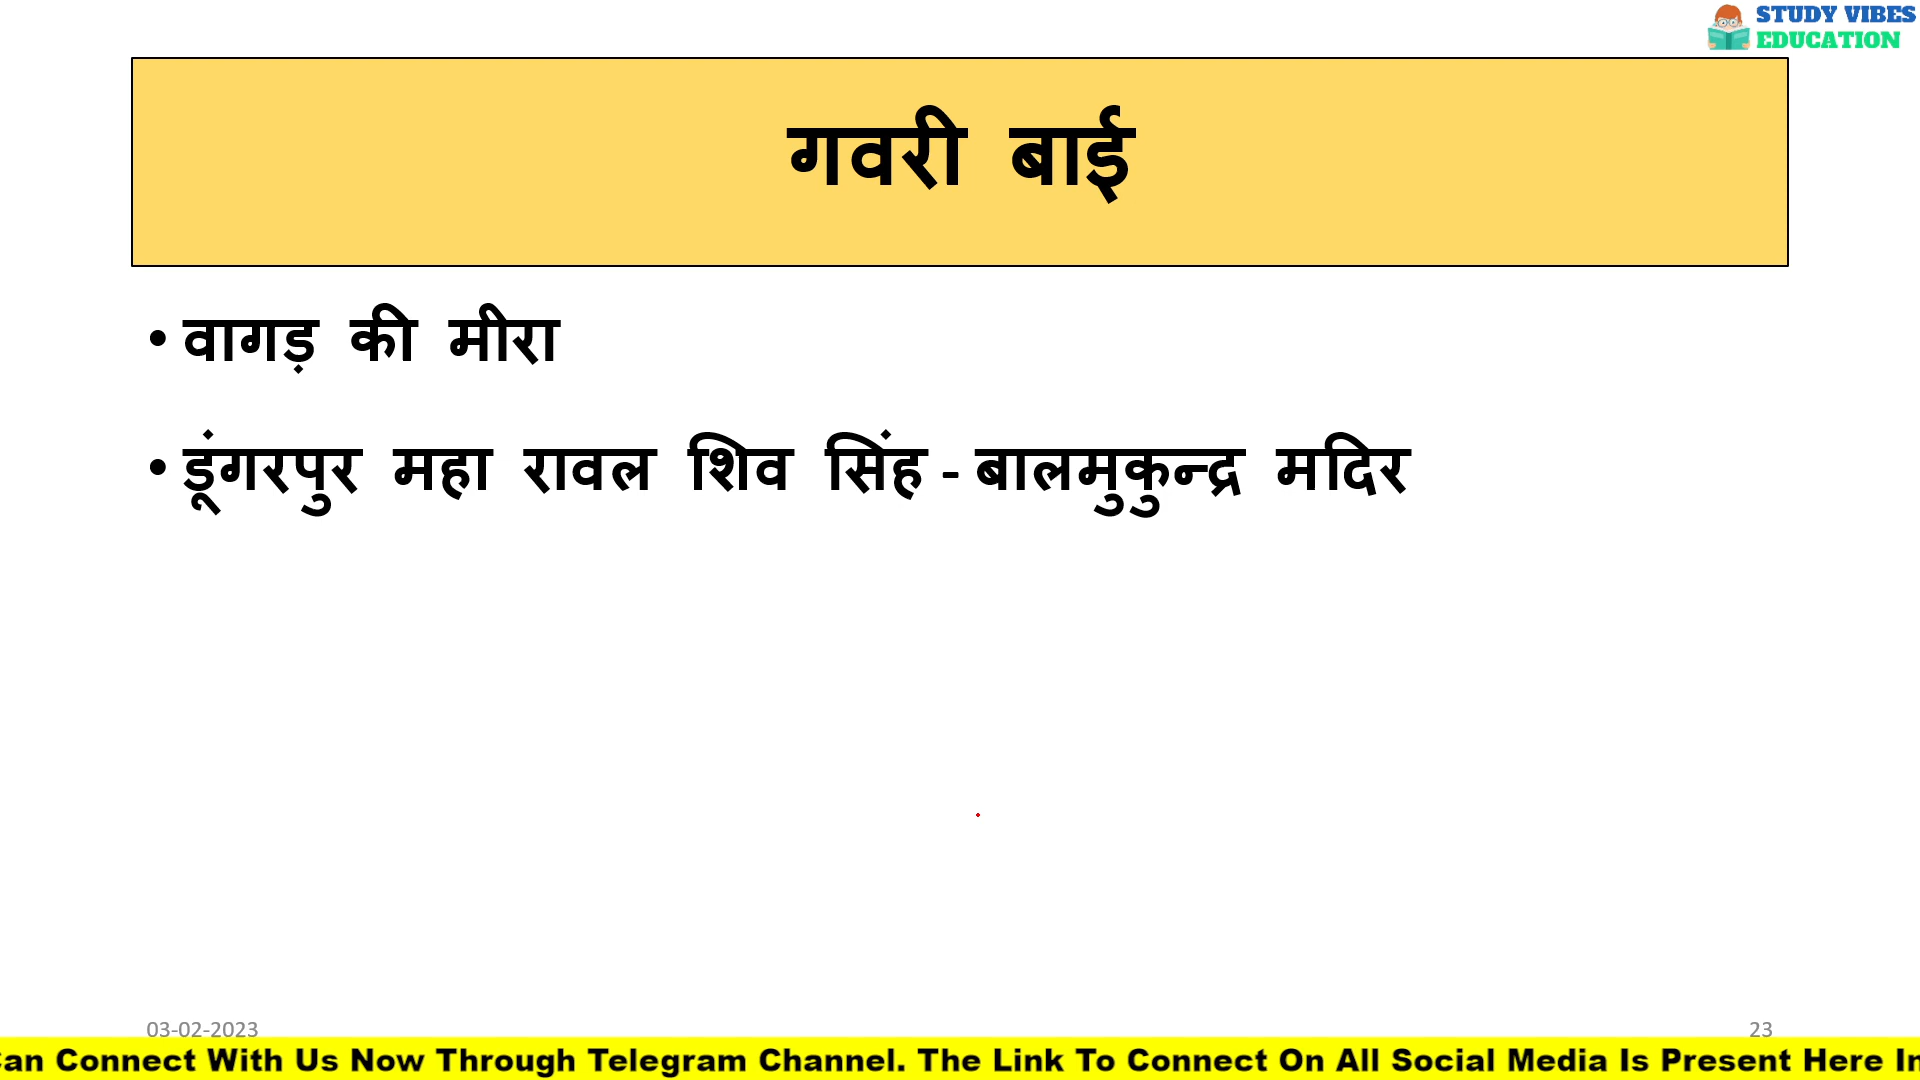 STUDY VIBES
EDUCATION
गवरी बाई
• वागड़ की मीरा
• डूंगरपुर महा रावल शिव सिंह - बालमुकुन्द्र मदिर
03-02-2023
23
an Connect With Us Now Through Telegram Channel. The Link To Connect On All Social Media Is Present Here In